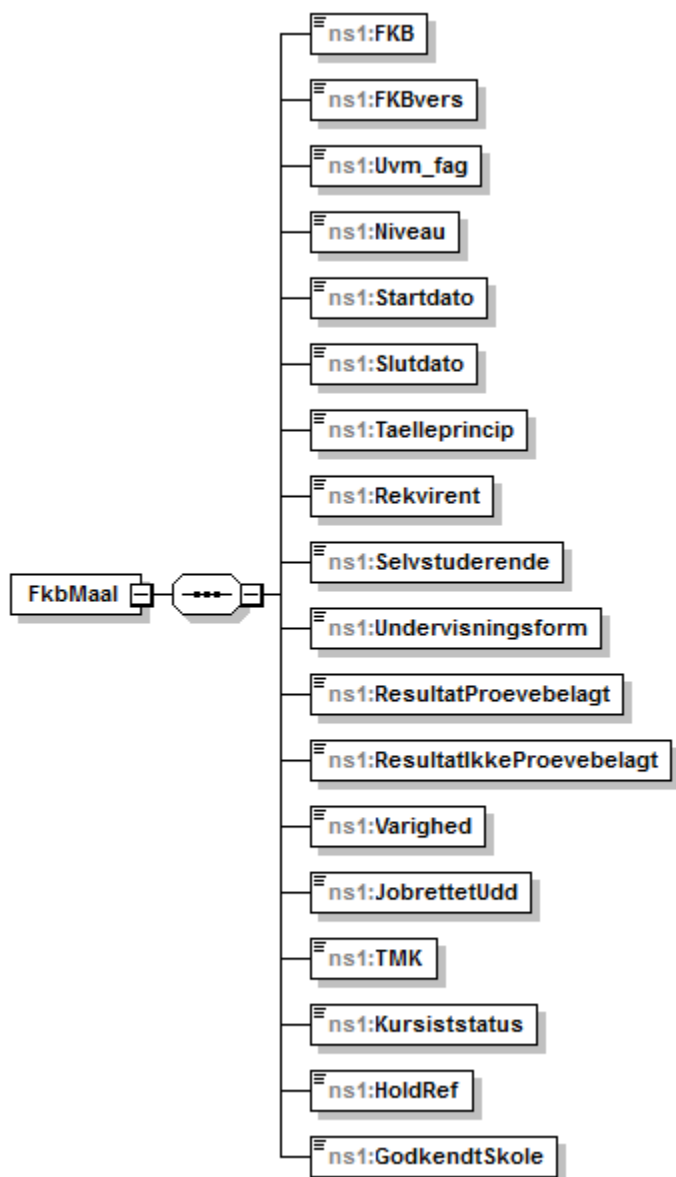 ns1:FKB
ns1:FKBvers
ns1:Uvm_fag
ns1:Niveau
ns1:Startdato
ns1:Slutdato
ns1:Taelleprincip
ns1:Rekvirent
ns1:Selvstuderende
FkbMaal
ns1:Undervisningsform
ns1:ResultatProevebelagt
ns1:ResultatIkkeProevebelagt
ns1:Varighed
ns1:JobrettetUdd
ns1:TMK
ns1:Kursiststatus
ns1:HoldRef
ns1:GodkendtSkole